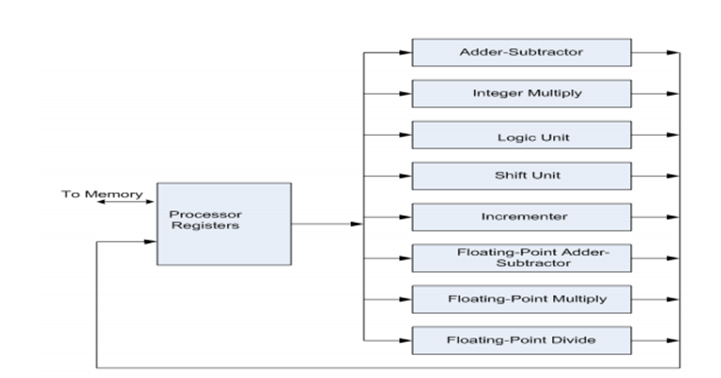 Adder-Subtractor
Integer Multiply
Logic Unit
Shift Unit
To Memory
Processor
Registers
Incrementer
Floating-Point Adder-
Subtractor
Floating-Point Multiply
Floating-Point Divide